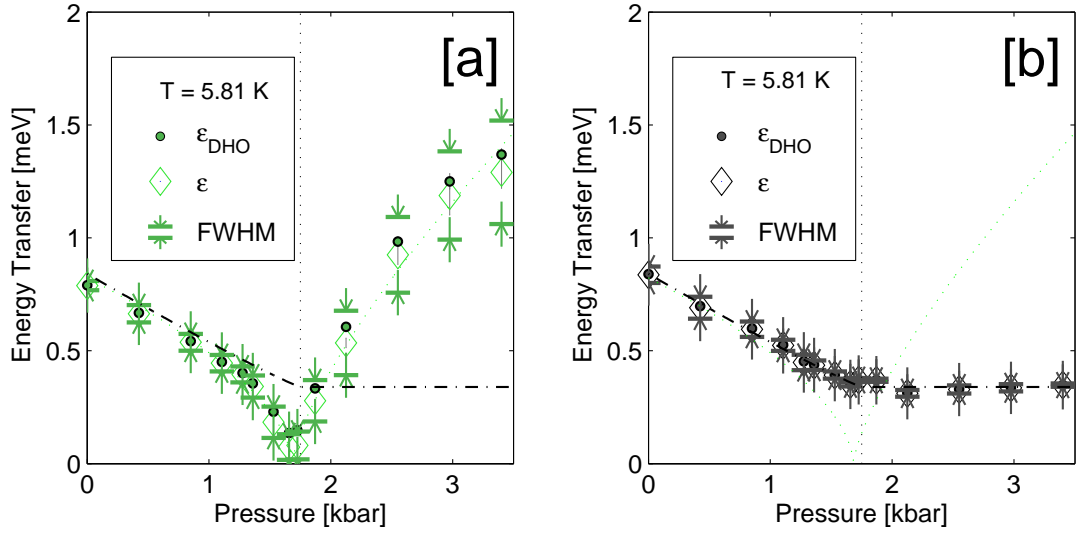 [a]
T = 5.81 K
εDHO
ε
FWHM
Energy Transfer [meV]
2
1.5
1
0.5
0
0 1 2 3
Pressure [kbar]
[b]
T = 5.81 K
εDHO
ε
FWHM
Energy Transfer [meV]
2
1.5
1
0.5
0
0 1 2 3
Pressure [kbar]